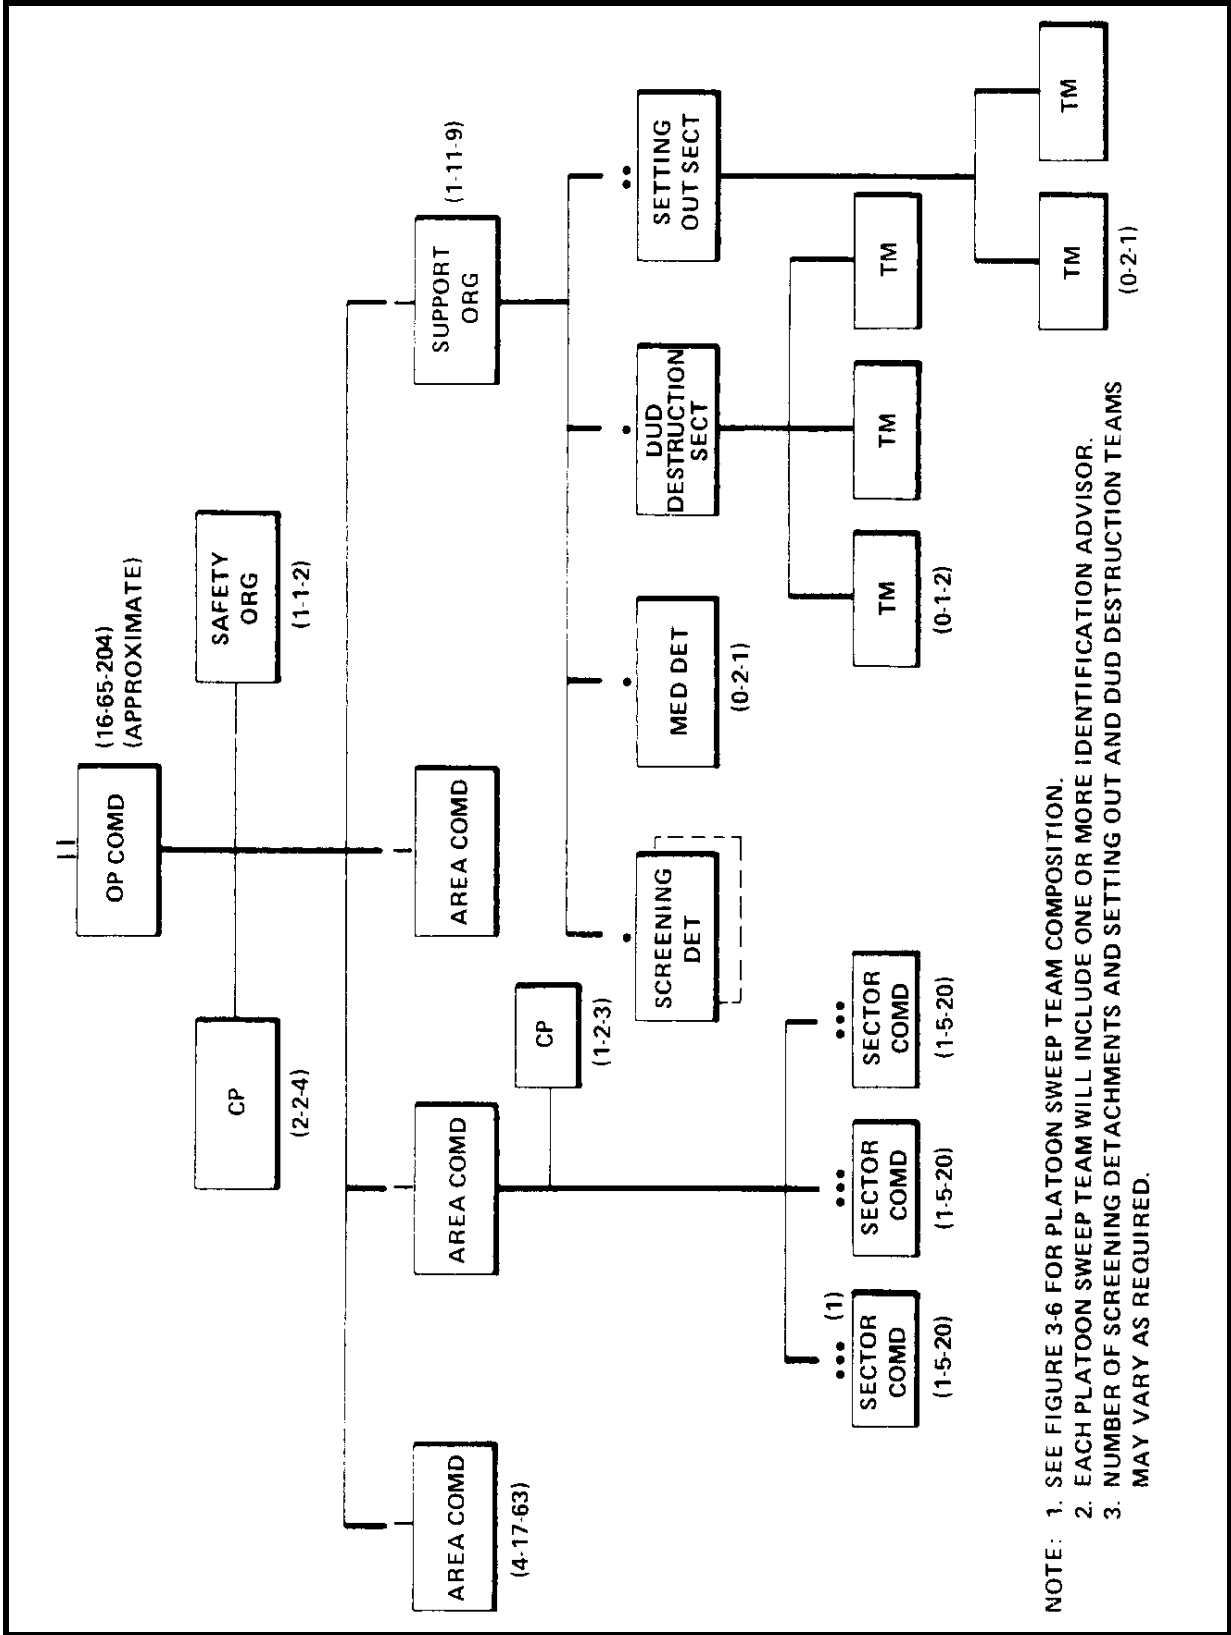 OP COMD
(16-65-204)
(APPROXIMATE)
CP
(2-2-4)
SAFETY
ORG
(1-1-2)
AREA COMD
(4-17-63)
AREA COMD
AREA COMD
SUPPORT
ORG
(1-11-9)
CP
(1-2-3)
SCREENING
DET
MED DET
(0-2-1)
DUD
DESTRUCTION
SECT
SETTING
OUT SECT
(1)
SECTOR
COMD
(1-5-20)
SECTOR
COMD
(1-5-20)
SECTOR
COMD
(1-5-20)
TM
(0-1-2)
TM
TM
TM
(0-2-1)
TM
NOTE: 1. SEE FIGURE 3-6 FOR PLATOON SWEEP TEAM COMPOSITION.
2. EACH PLATOON SWEEP TEAM WILL INCLUDE ONE OR MORE IDENTIFICATION ADVISOR.
3. NUMBER OF SCREENING DETACHMENTS AND SETTING OUT AND DUD DESTRUCTION TEAMS
MAY VARY AS REQUIRED.